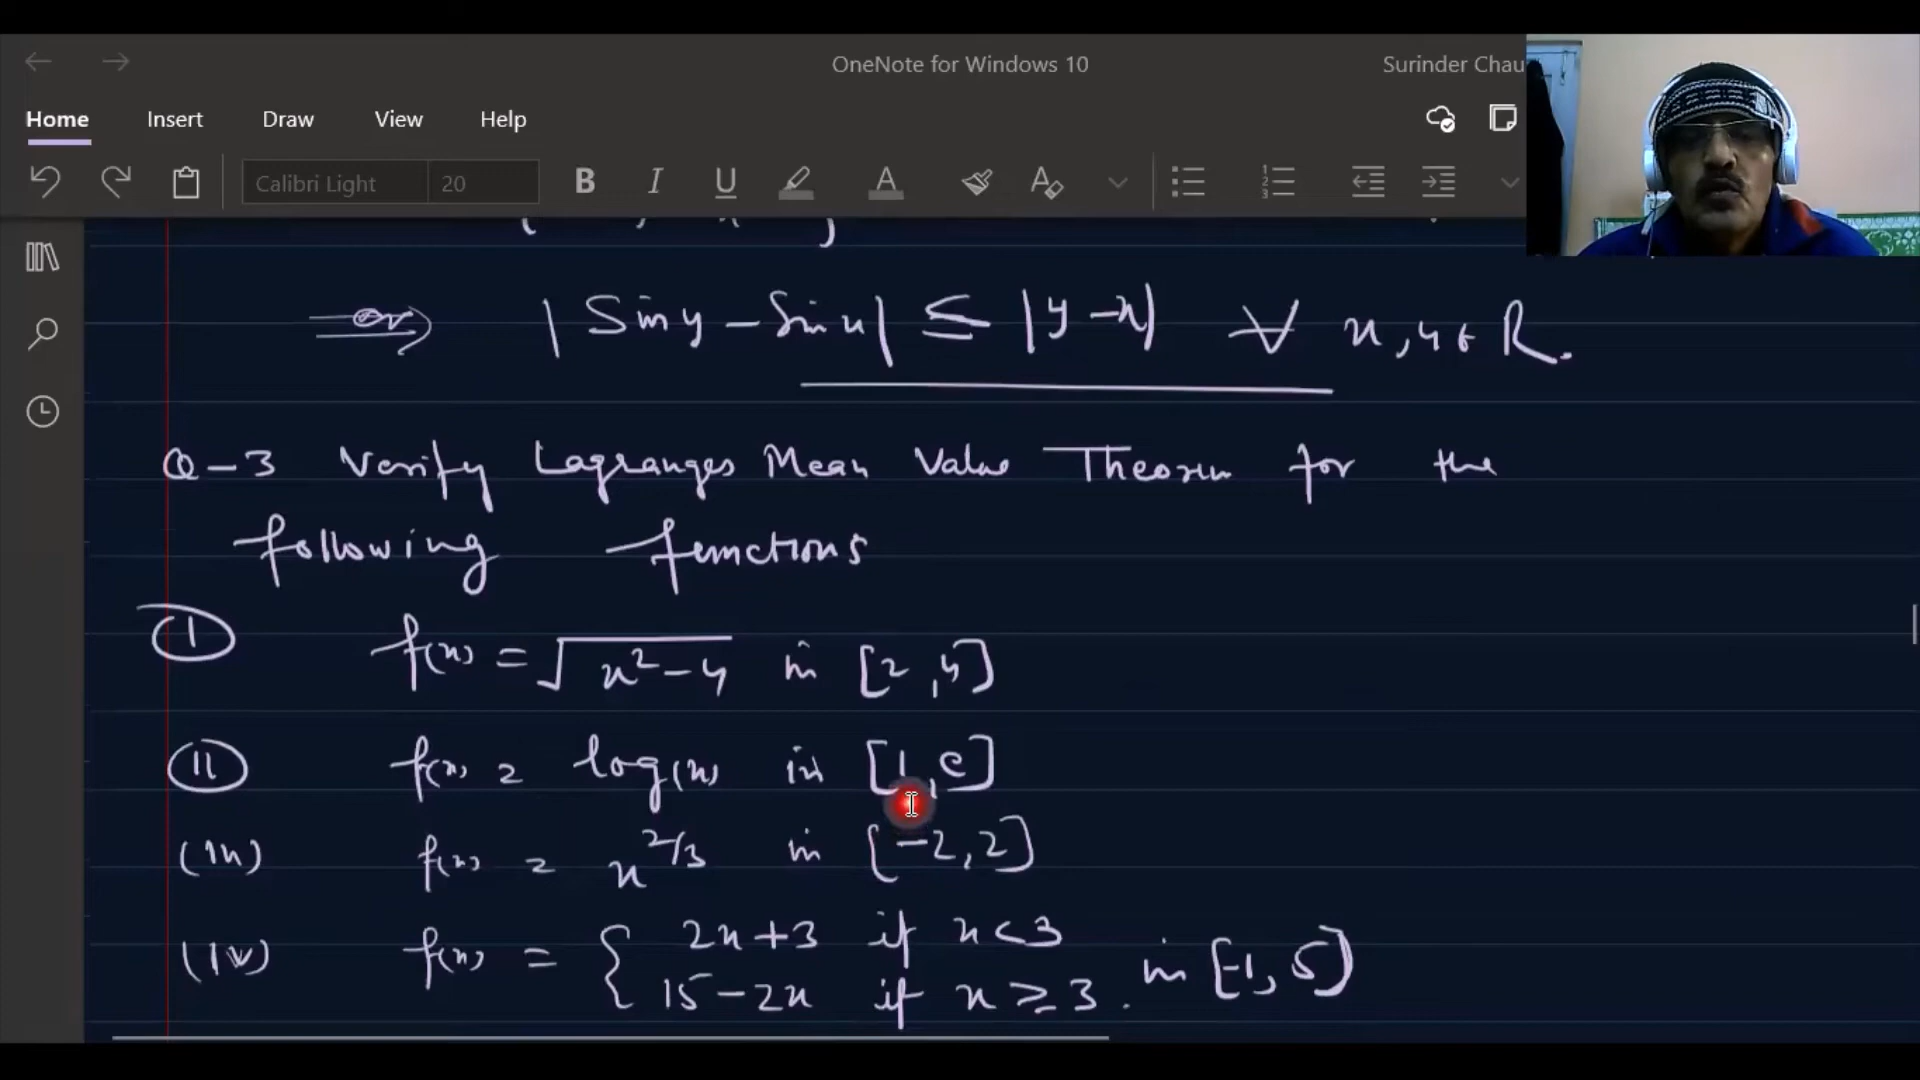 OneNote for Windows 10
Surinder Chau
Home Insert Draw View Help
Calibri Light 20 B I U A
⇒ or |Sin y - Sin x| ≤ |y - x| ∀ x, y ∈ R.
Q-3 Verify Lagranges Mean Value Theorem for the
following functions
(I) f(x) = √(x² - 4) in [2, 4]
(II) f(x) = log(x) in [1, e]
(III) f(x) = x^(2/3) in [-2, 2]
(IV) f(x) = { 2x + 3 if x < 3
15 - 2x if x ≥ 3. in [-1, 5]